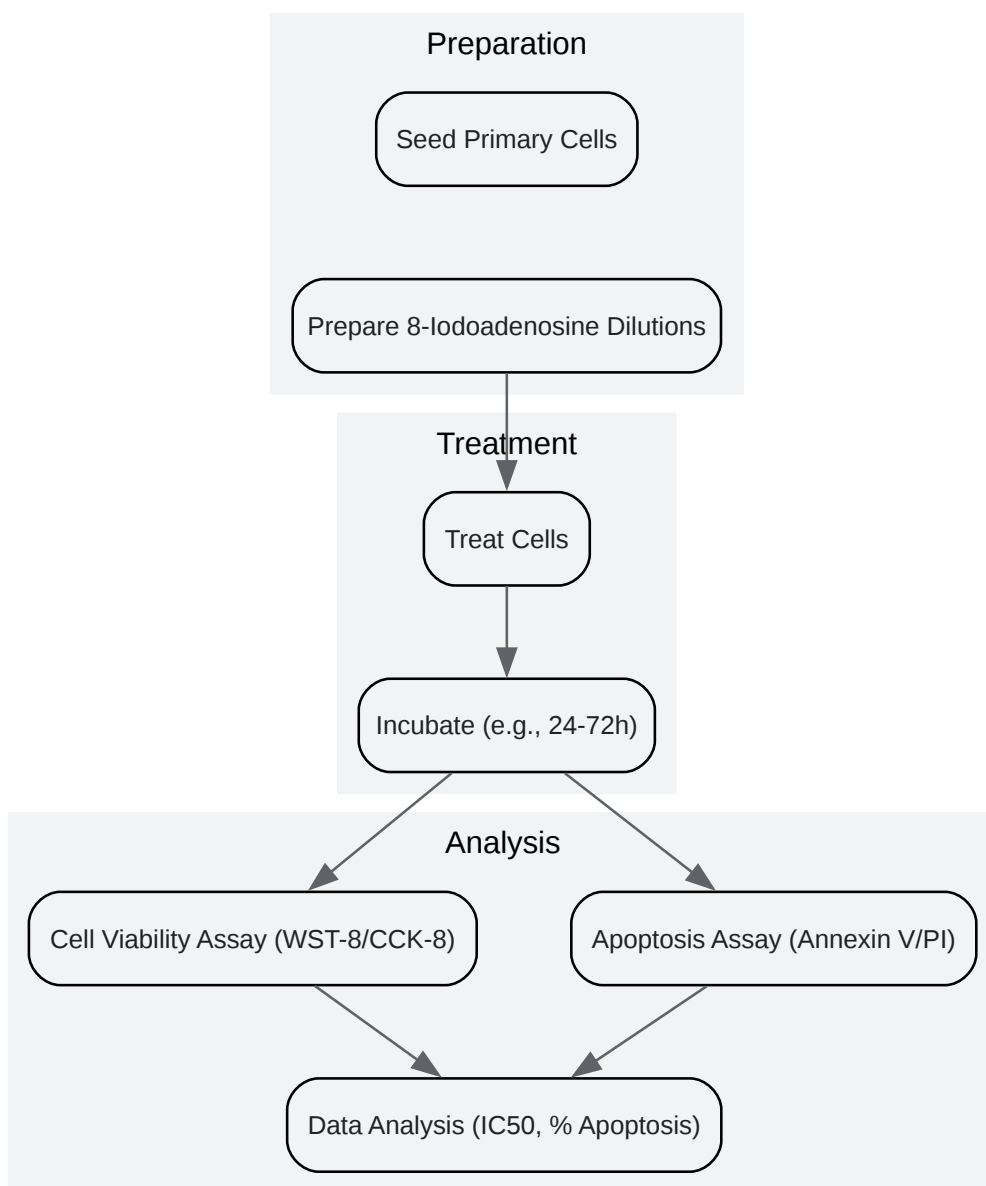 Preparation
Seed Primary Cells
Prepare 8-Iodoadenosine Dilutions
Treatment
Treat Cells
Incubate (e.g., 24-72h)
Analysis
Cell Viability Assay (WST-8/CCK-8)
Apoptosis Assay (Annexin V/PI)
Data Analysis (IC50, % Apoptosis)